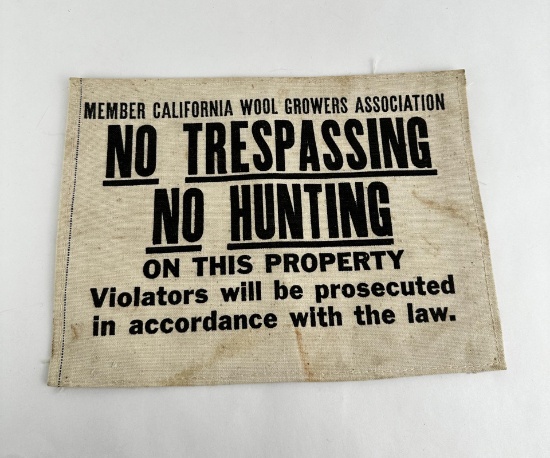 MEMBER CALIFORNIA WOOL GROWERS ASSOCIATION
NO TRESPASSING
NO HUNTING
ON THIS PROPERTY
Violators will be prosecuted
in accordance with the law.